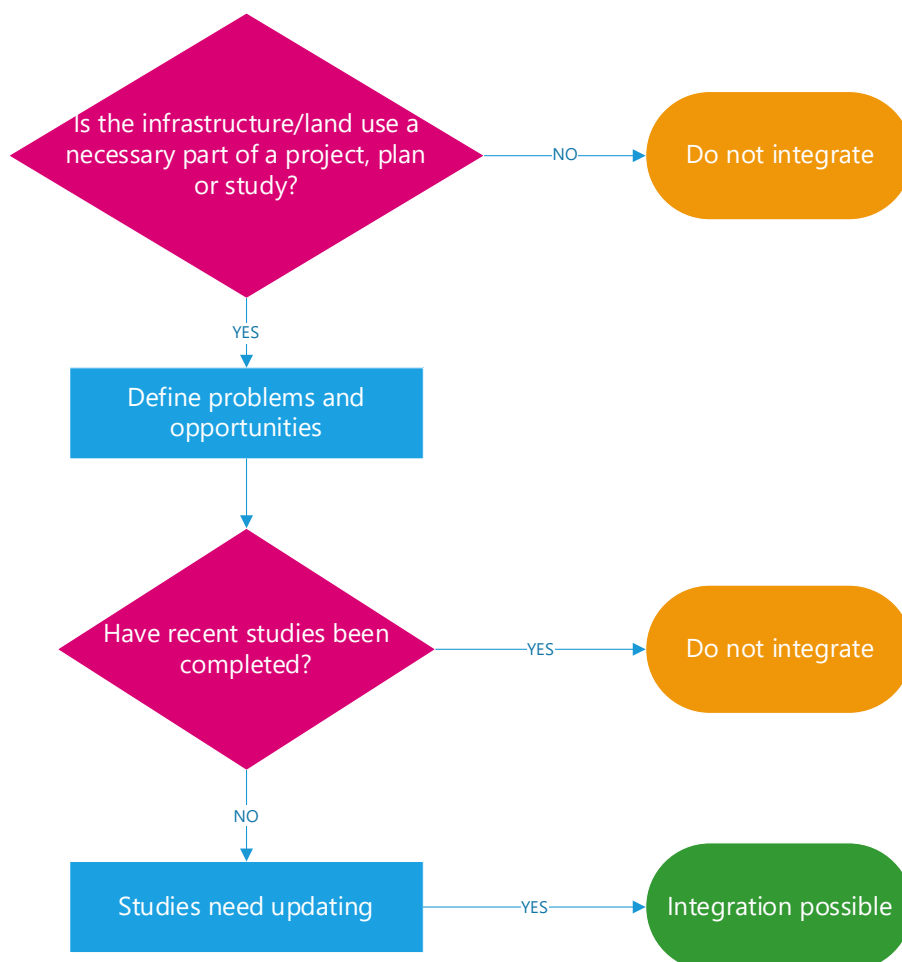 Is the infrastructure/land use a
necessary part of a project, plan
or study?
NO
Do not integrate
YES
Define problems and
opportunities
Have recent studies been
completed?
YES
Do not integrate
NO
Studies need updating
YES
Integration possible